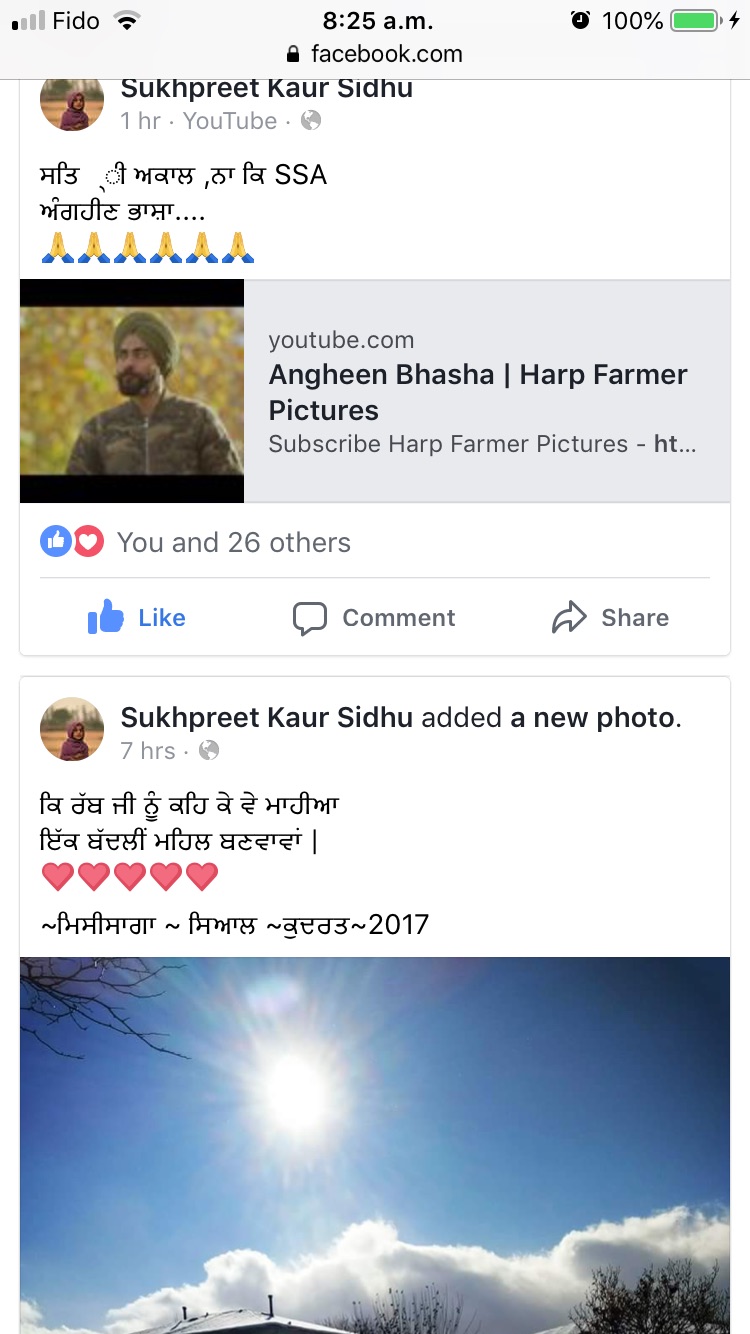 Fido 8:25 a.m. 100%
facebook.com
Sukhpreet Kaur Sidhu
1 hr · YouTube ·
ਸਤਿ ੍ੀ ਅਕਾਲ ,ਨਾ ਕਿ SSA
ਅੰਗਹੀਣ ਭਾਸ਼ਾ....
🙏🙏🙏🙏🙏🙏
youtube.com
Angheen Bhasha | Harp Farmer
Pictures
Subscribe Harp Farmer Pictures - ht...
You and 26 others
Like Comment Share
Sukhpreet Kaur Sidhu added a new photo.
7 hrs ·
ਕਿ ਰੱਬ ਜੀ ਨੂੰ ਕਹਿ ਕੇ ਵੇ ਮਾਹੀਆ
ਇੱਕ ਬੱਦਲੀਂ ਮਹਿਲ ਬਣਵਾਵਾਂ |
❤️❤️❤️❤️❤️
~ਮਿਸੀਸਾਗਾ ~ ਸਿਆਲ ~ਕੁਦਰਤ~2017